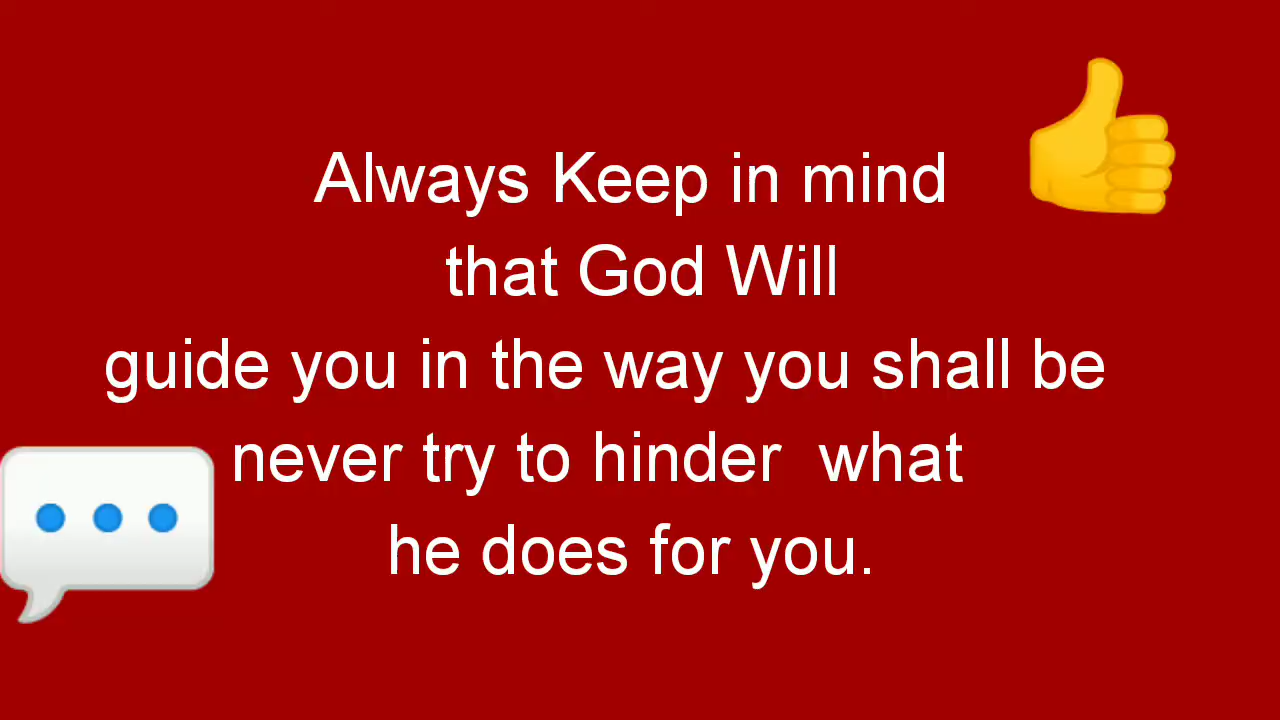 Always Keep in mind
that God Will
guide you in the way you shall be
never try to hinder  what
he does for you.